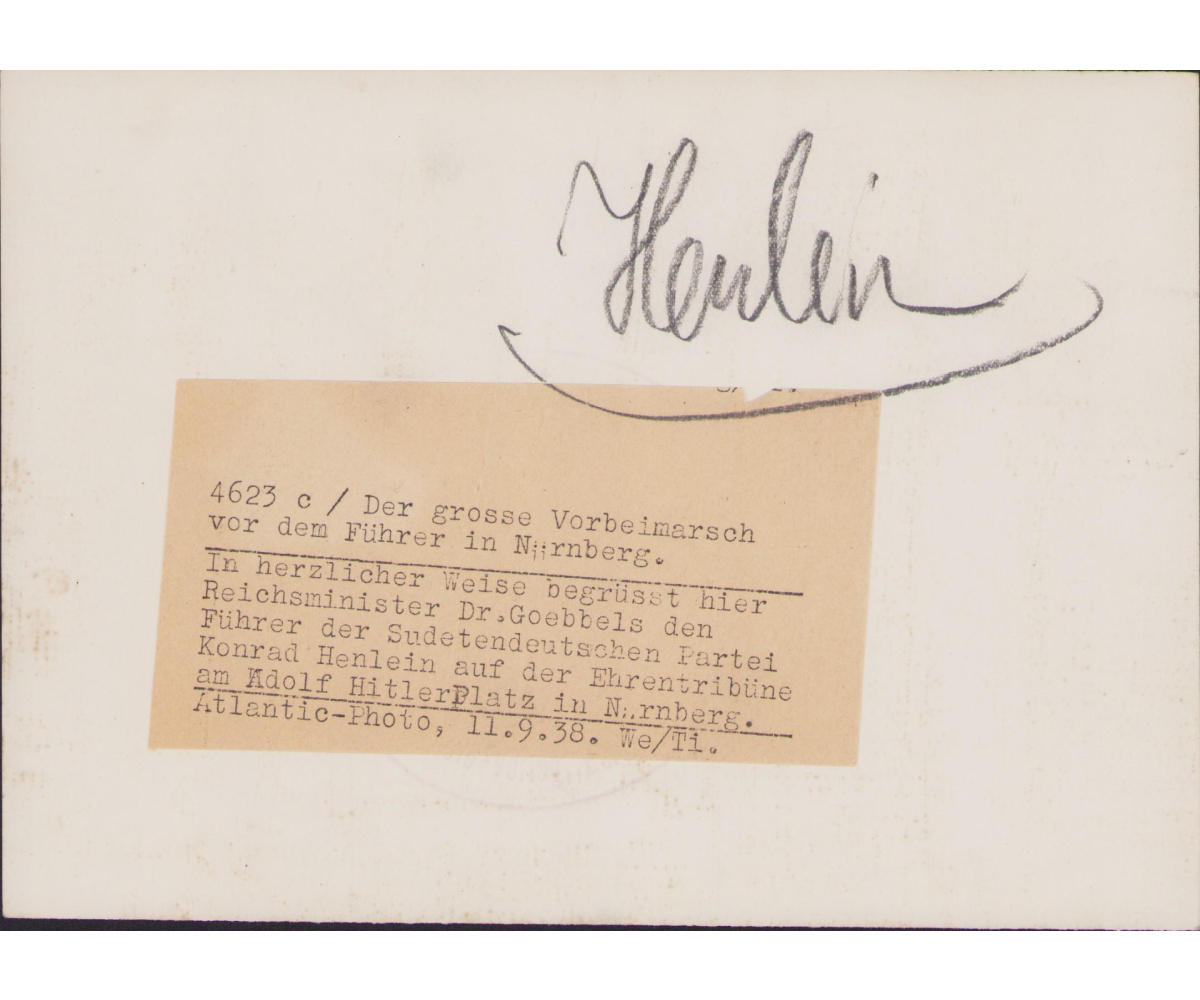 Henlein
4623 c / Der grosse Vorbeimarsch
vor dem Führer in Nürnberg.
In herzlicher Weise begrüsst hier
Reichsminister Dr.Goebbels den
Führer der Sudetendeutschen Partei
Konrad Henlein auf der Ehrentribüne
am Adolf HitlerPlatz in Nürnberg.
Atlantic-Photo, 11.9.38. We/Ti.